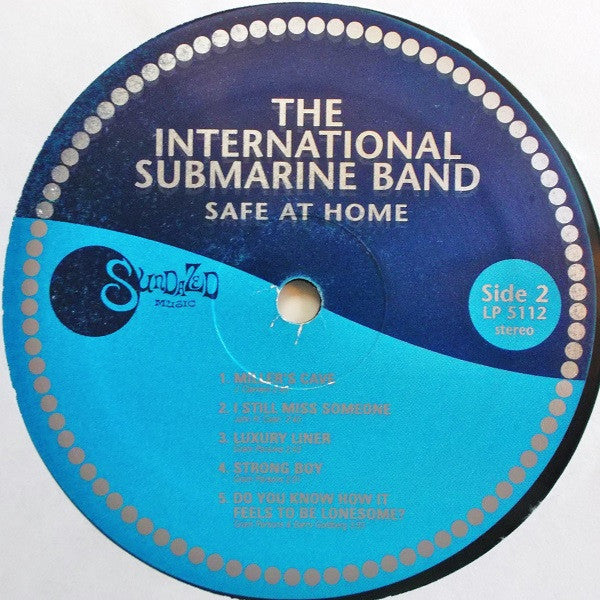 THE
INTERNATIONAL
SUBMARINE BAND
SAFE AT HOME
SUNDAZED
MUSIC
Side 2
LP 5112
stereo
1. MILLER'S CAVE
2. I STILL MISS SOMEONE
3. LUXURY LINER
4. STRONG BOY
5. DO YOU KNOW HOW IT
FEELS TO BE LONESOME?